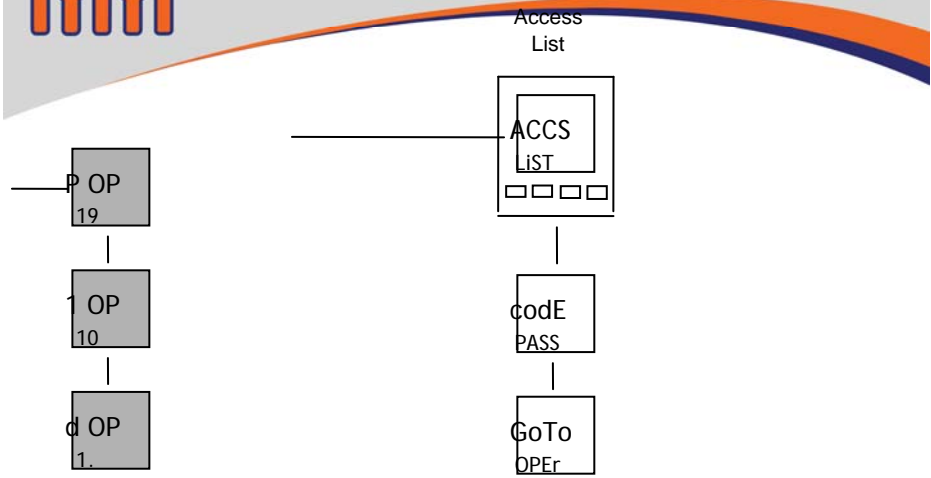 Access
List
ACCS
LiST
P OP
19
1 OP
10
d OP
1.
codE
PASS
GoTo
OPEr